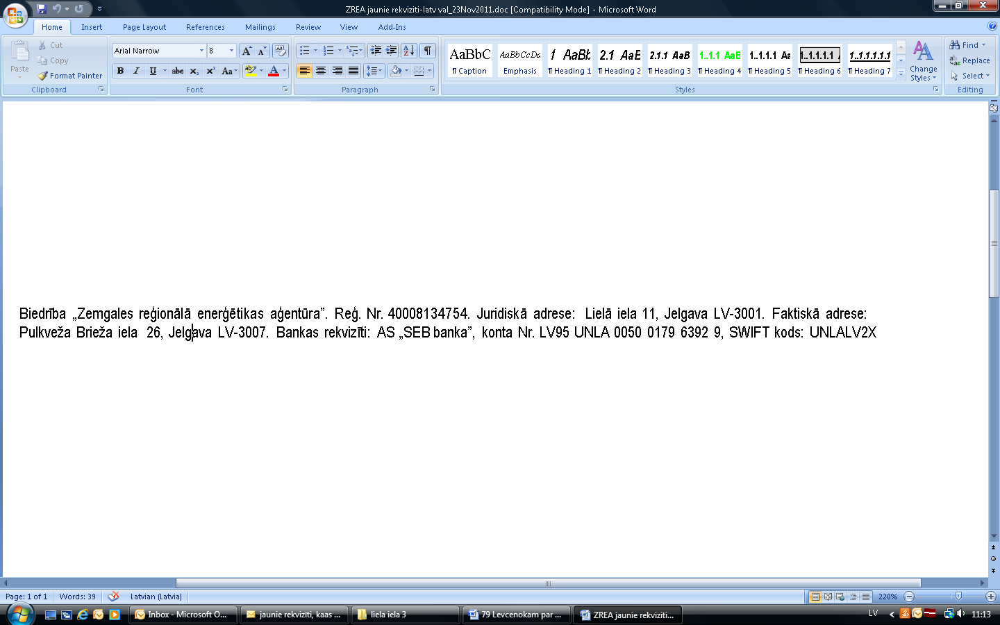 ZREA jaunie rekviziti-latv val_23Nov2011.doc [Compatibility Mode] - Microsoft Word
Home Insert Page Layout References Mailings Review View Add-Ins
Paste Cut Copy Format Painter
Clipboard
Arial Narrow 8
Font
Paragraph
AaBbC AaBbCcDa 1 AaBb 2.1 AaB 2.1.1 AaB 1..1.1 AaB 1..1.1.1 Aa 1..1.1.1.1 1..1.1.1.1.1
¶ Caption Emphasis ¶ Heading 1 ¶ Heading 2 ¶ Heading 3 ¶ Heading 4 ¶ Heading 5 ¶ Heading 6 ¶ Heading 7
Change Styles
Styles
Find
Replace
Select
Editing
Biedrība „Zemgales reģionālā enerģētikas aģentūra”. Reģ. Nr. 40008134754. Juridiskā adrese: Lielā iela 11, Jelgava LV-3001. Faktiskā adrese:
Pulkveža Brieža iela 26, Jelgava LV-3007. Bankas rekvizīti: AS „SEB banka”, konta Nr. LV95 UNLA 0050 0179 6392 9, SWIFT kods: UNLALV2X
Page: 1 of 1 Words: 39 Latvian (Latvia) 220%
Inbox - Microsoft O... jaunie rekvizīti, kaas ... liela iela 3 79 Levcenokam par ... ZREA jaunie rekviziti... LV 11:13